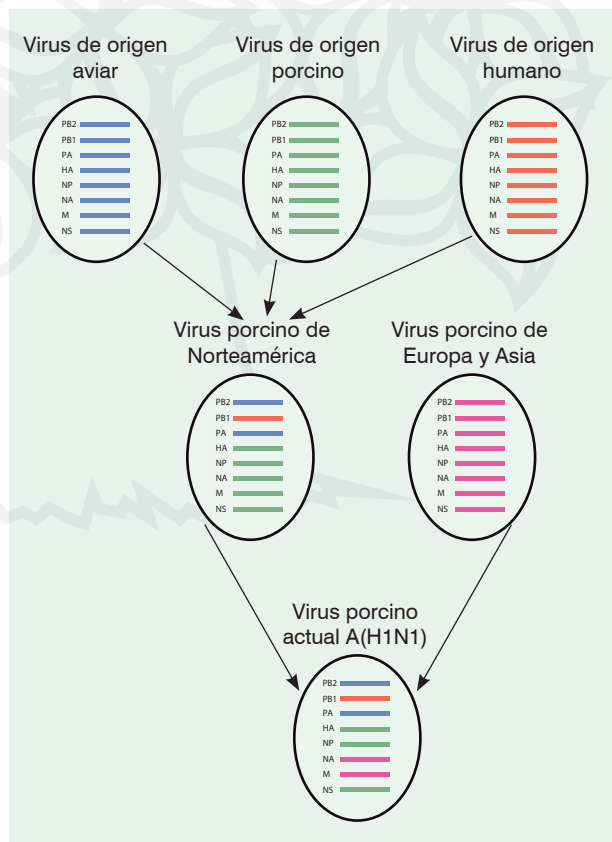 Virus de origen
aviar
Virus de origen
porcino
Virus de origen
humano
PB2
PB1
PA
HA
NP
NA
M
NS
PB2
PB1
PA
HA
NP
NA
M
NS
PB2
PB1
PA
HA
NP
NA
M
NS
Virus porcino de
Norteamérica
Virus porcino de
Europa y Asia
PB2
PB1
PA
HA
NP
NA
M
NS
PB2
PB1
PA
HA
NP
NA
M
NS
Virus porcino
actual A(H1N1)
PB2
PB1
PA
HA
NP
NA
M
NS